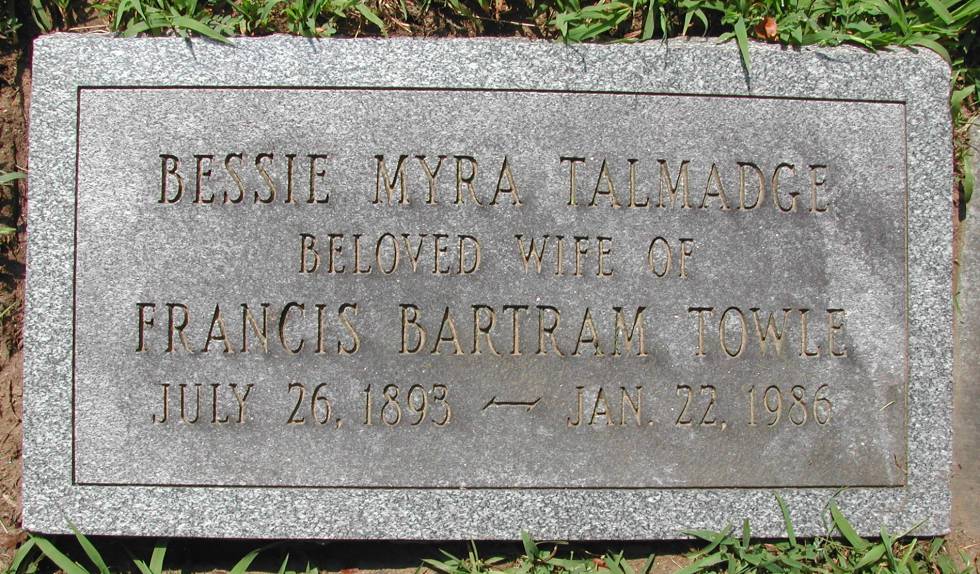 BESSIE MYRA TALMADGE
BELOVED WIFE OF
FRANCIS BARTRAM TOWLE
JULY 26, 1893 — JAN. 22, 1986